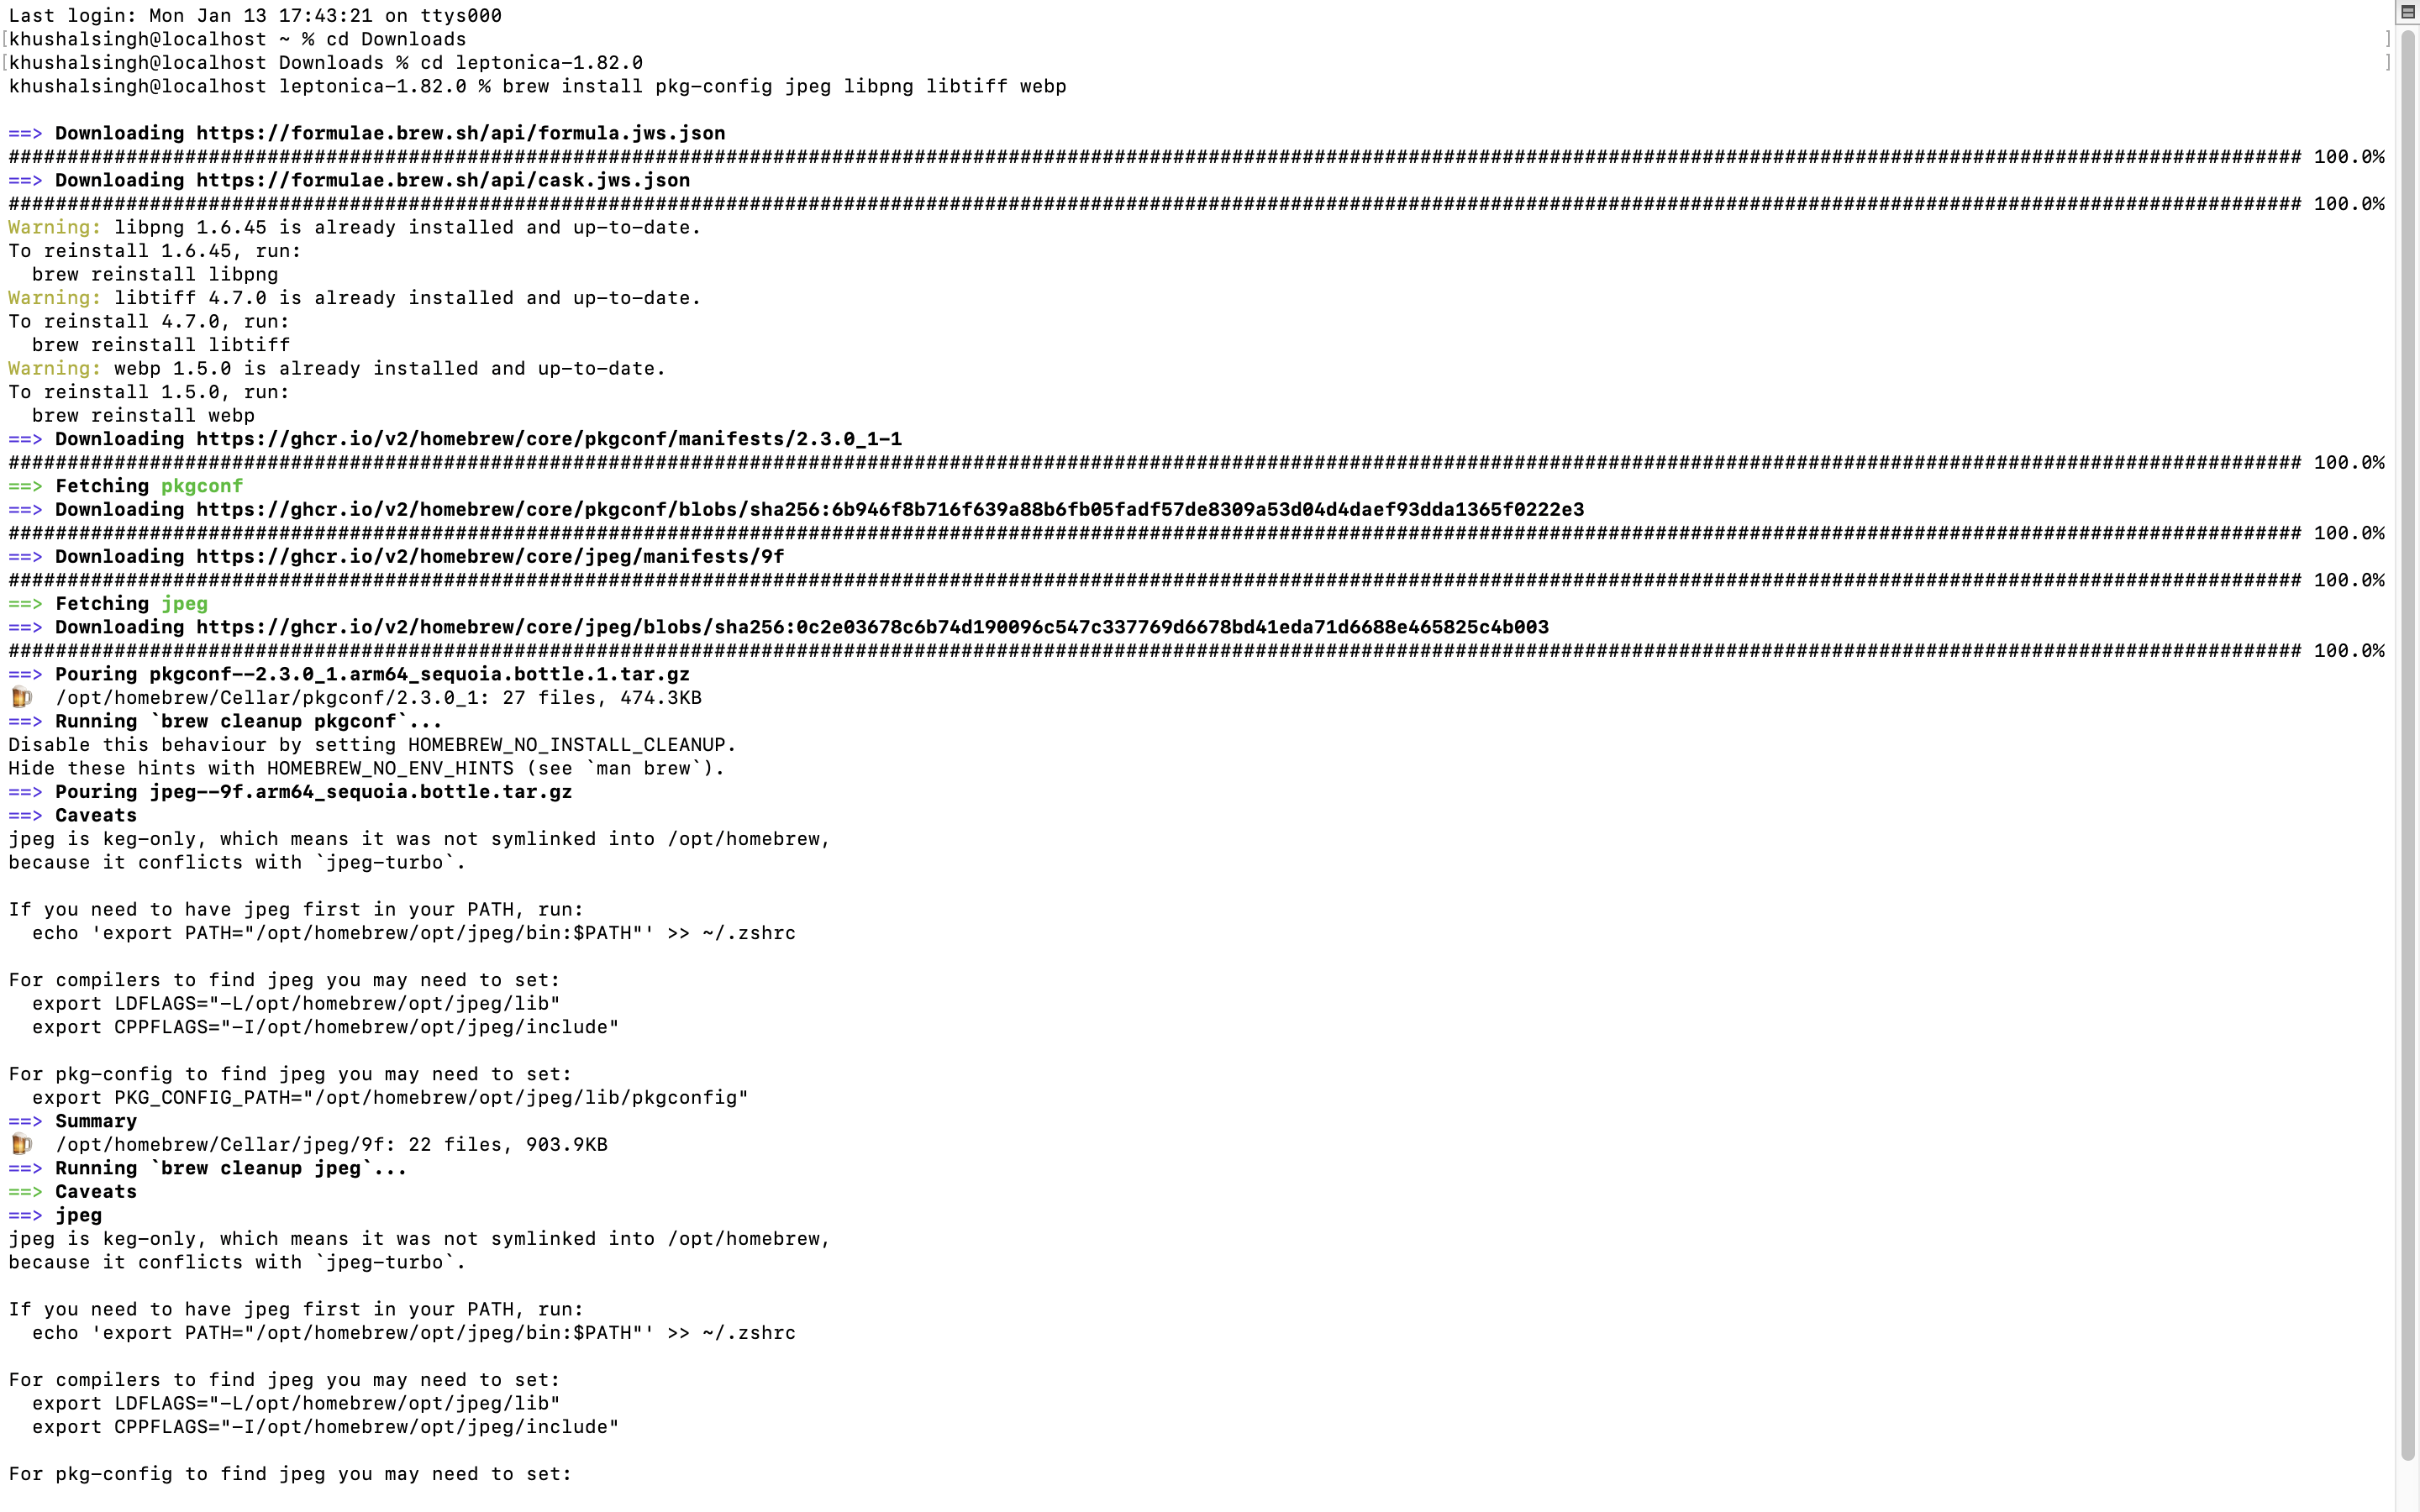 Last login: Mon Jan 13 17:43:21 on ttys000
[khushalsingh@localhost ~ % cd Downloads ]
[khushalsingh@localhost Downloads % cd leptonica-1.82.0 ]
khushalsingh@localhost leptonica-1.82.0 % brew install pkg-config jpeg libpng libtiff webp
==> Downloading https://formulae.brew.sh/api/formula.jws.json
################################################################################ 100.0%
==> Downloading https://formulae.brew.sh/api/cask.jws.json
################################################################################ 100.0%
Warning: libpng 1.6.45 is already installed and up-to-date.
To reinstall 1.6.45, run:
  brew reinstall libpng
Warning: libtiff 4.7.0 is already installed and up-to-date.
To reinstall 4.7.0, run:
  brew reinstall libtiff
Warning: webp 1.5.0 is already installed and up-to-date.
To reinstall 1.5.0, run:
  brew reinstall webp
==> Downloading https://ghcr.io/v2/homebrew/core/pkgconf/manifests/2.3.0_1-1
################################################################################ 100.0%
==> Fetching pkgconf
==> Downloading https://ghcr.io/v2/homebrew/core/pkgconf/blobs/sha256:6b946f8b716f639a88b6fb05fadf57de8309a53d04d4daef93dda1365f0222e3
################################################################################ 100.0%
==> Downloading https://ghcr.io/v2/homebrew/core/jpeg/manifests/9f
################################################################################ 100.0%
==> Fetching jpeg
==> Downloading https://ghcr.io/v2/homebrew/core/jpeg/blobs/sha256:0c2e03678c6b74d190096c547c337769d6678bd41eda71d6688e465825c4b003
################################################################################ 100.0%
==> Pouring pkgconf--2.3.0_1.arm64_sequoia.bottle.1.tar.gz
🍺  /opt/homebrew/Cellar/pkgconf/2.3.0_1: 27 files, 474.3KB
==> Running `brew cleanup pkgconf`...
Disable this behaviour by setting HOMEBREW_NO_INSTALL_CLEANUP.
Hide these hints with HOMEBREW_NO_ENV_HINTS (see `man brew`).
==> Pouring jpeg--9f.arm64_sequoia.bottle.tar.gz
==> Caveats
jpeg is keg-only, which means it was not symlinked into /opt/homebrew,
because it conflicts with `jpeg-turbo`.
If you need to have jpeg first in your PATH, run:
  echo 'export PATH="/opt/homebrew/opt/jpeg/bin:$PATH"' >> ~/.zshrc
For compilers to find jpeg you may need to set:
  export LDFLAGS="-L/opt/homebrew/opt/jpeg/lib"
  export CPPFLAGS="-I/opt/homebrew/opt/jpeg/include"
For pkg-config to find jpeg you may need to set:
  export PKG_CONFIG_PATH="/opt/homebrew/opt/jpeg/lib/pkgconfig"
==> Summary
🍺  /opt/homebrew/Cellar/jpeg/9f: 22 files, 903.9KB
==> Running `brew cleanup jpeg`...
==> Caveats
==> jpeg
jpeg is keg-only, which means it was not symlinked into /opt/homebrew,
because it conflicts with `jpeg-turbo`.
If you need to have jpeg first in your PATH, run:
  echo 'export PATH="/opt/homebrew/opt/jpeg/bin:$PATH"' >> ~/.zshrc
For compilers to find jpeg you may need to set:
  export LDFLAGS="-L/opt/homebrew/opt/jpeg/lib"
  export CPPFLAGS="-I/opt/homebrew/opt/jpeg/include"
For pkg-config to find jpeg you may need to set: